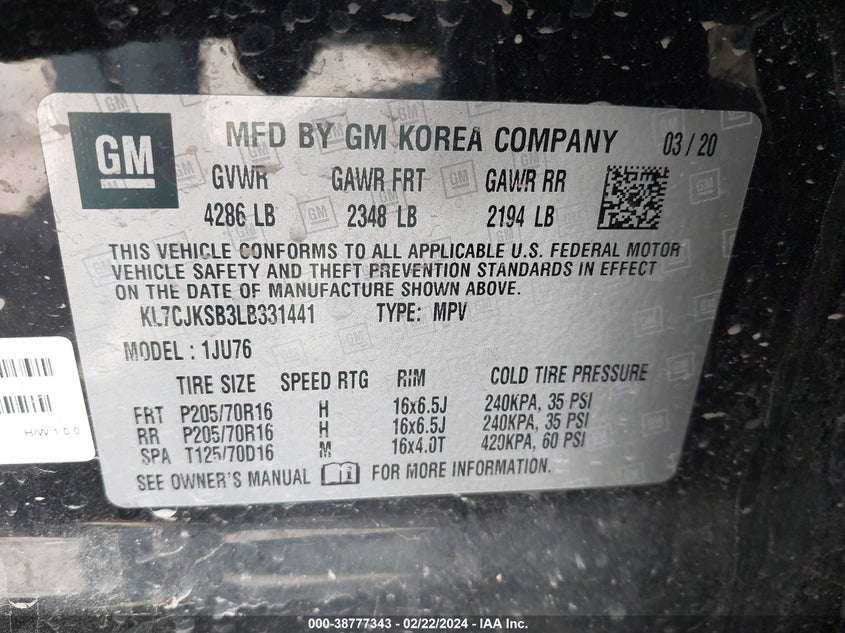 GM
MFD BY GM KOREA COMPANY 03 / 20
GVWR GAWR FRT GAWR RR
4286 LB 2348 LB 2194 LB
THIS VEHICLE CONFORMS TO ALL APPLICABLE U.S. FEDERAL MOTOR
VEHICLE SAFETY AND THEFT PREVENTION STANDARDS IN EFFECT
ON THE DATE OF MANUFACTURE SHOWN ABOVE.
KL7CJKSB3LB331441 TYPE: MPV
MODEL : 1JU76
TIRE SIZE SPEED RTG RIM COLD TIRE PRESSURE
FRT P205/70R16 H 16x6.5J 240KPA, 35 PSI
RR P205/70R16 H 16x6.5J 240KPA, 35 PSI
SPA T125/70D16 M 16x4.0T 420KPA, 60 PSI
SEE OWNER'S MANUAL FOR MORE INFORMATION.
H/W 1 0.0
000-38777343 - 02/22/2024 - IAA Inc.